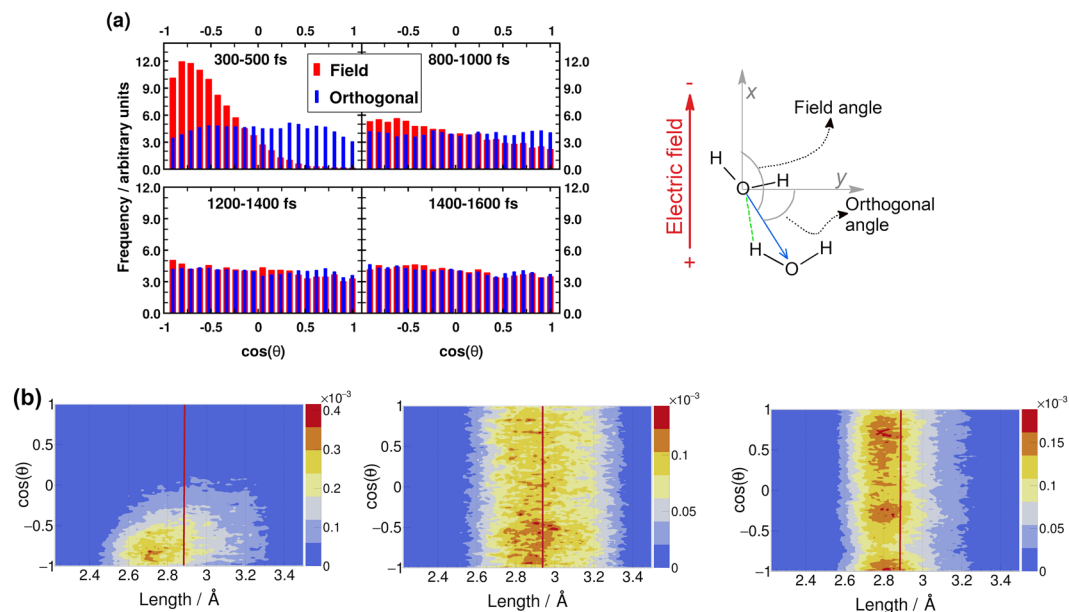 (a)
-1 -0.5 0 0.5 1 -0.5 0 0.5 1
300-500 fs
800-1000 fs
Field
Orthogonal
12.0 12.0
9.0 9.0
6.0 6.0
3.0 3.0
0.0
12.0 12.0
1200-1400 fs
1400-1600 fs
9.0 9.0
6.0 6.0
3.0 3.0
0.0 0.0
-1 -0.5 0 0.5 1 -0.5 0 0.5 1
cos(θ) cos(θ)
Frequency / arbitrary units
Electric field
-
+
x
y
Field angle
Orthogonal
angle
H
O
H
H
O
H
(b)
×10⁻³
1
0.5
0
−0.5
−1
cos(θ)
2.4 2.6 2.8 3 3.2 3.4
Length / Å
0.4
0.3
0.2
0.1
0
×10⁻³
1
0.5
0
−0.5
−1
cos(θ)
2.4 2.6 2.8 3 3.2 3.4
Length / Å
0.1
0.05
0
×10⁻³
1
0.5
0
−0.5
−1
cos(θ)
2.4 2.6 2.8 3 3.2 3.4
Length / Å
0.15
0.1
0.05
0